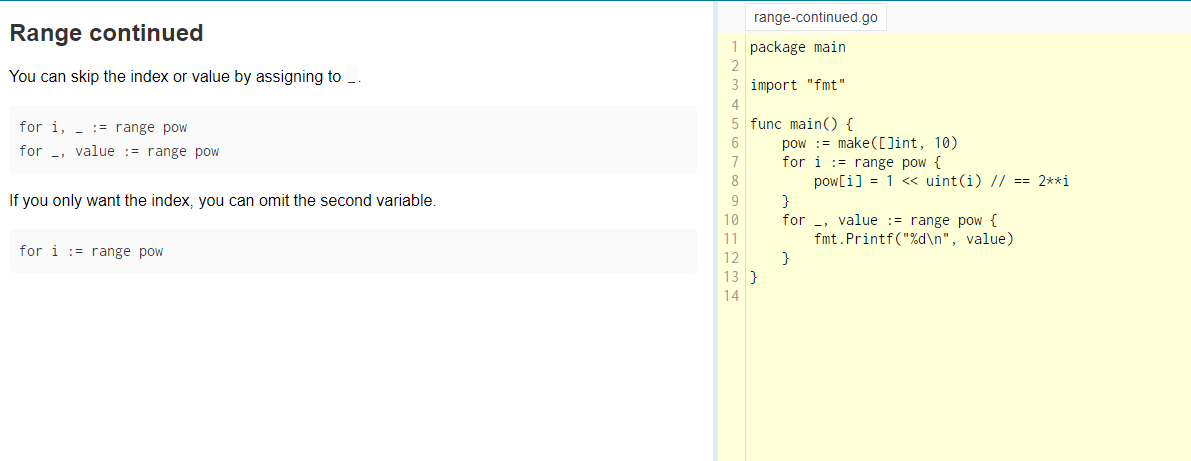 Range continued
You can skip the index or value by assigning to _.
for i, _ := range pow
for _, value := range pow
If you only want the index, you can omit the second variable.
for i := range pow
range-continued.go
1 package main
2
3 import "fmt"
4
5 func main() {
6     pow := make([]int, 10)
7     for i := range pow {
8         pow[i] = 1 << uint(i) // == 2**i
9     }
10     for _, value := range pow {
11         fmt.Printf("%d\n", value)
12     }
13 }
14